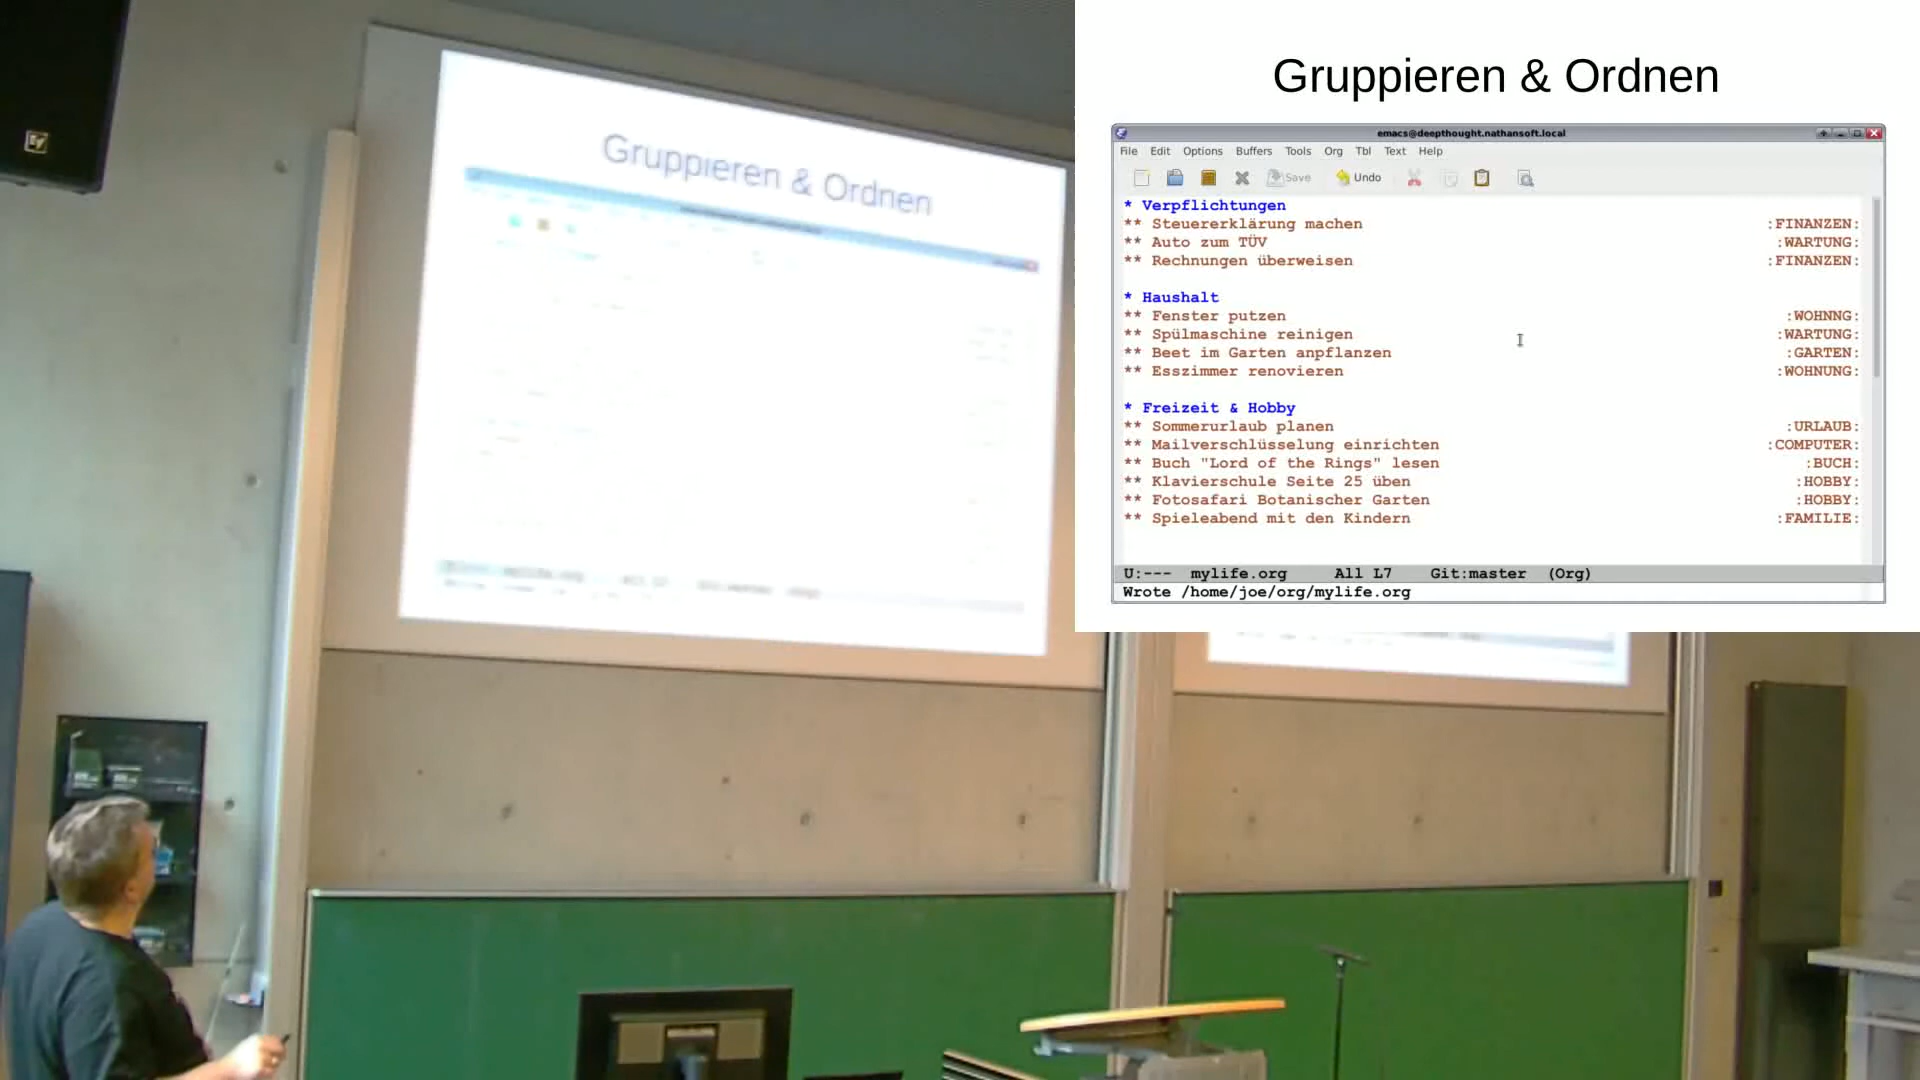 Gruppieren & Ordnen
Gruppieren & Ordnen
emacs@deepthought.nathansoft.local
File Edit Options Buffers Tools Org Tbl Text Help
Save Undo
* Verpflichtungen
** Steuererklärung machen :FINANZEN:
** Auto zum TÜV :WARTUNG:
** Rechnungen überweisen :FINANZEN:
* Haushalt
** Fenster putzen :WOHNNG:
** Spülmaschine reinigen :WARTUNG:
** Beet im Garten anpflanzen :GARTEN:
** Esszimmer renovieren :WOHNUNG:
* Freizeit & Hobby
** Sommerurlaub planen :URLAUB:
** Mailverschlüsselung einrichten :COMPUTER:
** Buch "Lord of the Rings" lesen :BUCH:
** Klavierschule Seite 25 üben :HOBBY:
** Fotosafari Botanischer Garten :HOBBY:
** Spieleabend mit den Kindern :FAMILIE:
U:--- mylife.org All L7 Git:master (Org)
Wrote /home/joe/org/mylife.org